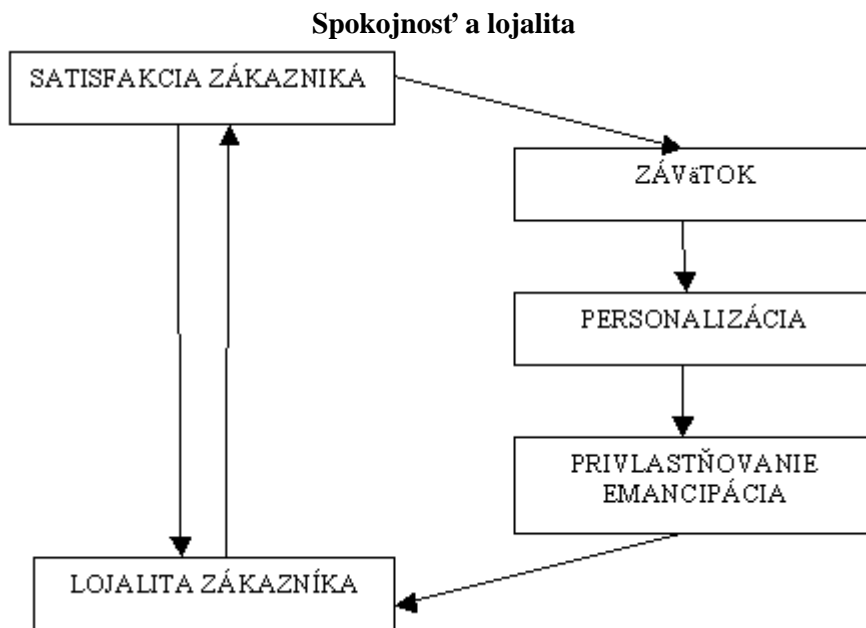 Spokojnosť a lojalita
SATISFAKCIA ZÁKAZNIKA
ZÁVäTOK
PERSONALIZÁCIA
PRIVLASTŇOVANIE
EMANCIPÁCIA
LOJALITA ZÁKAZNÍKA